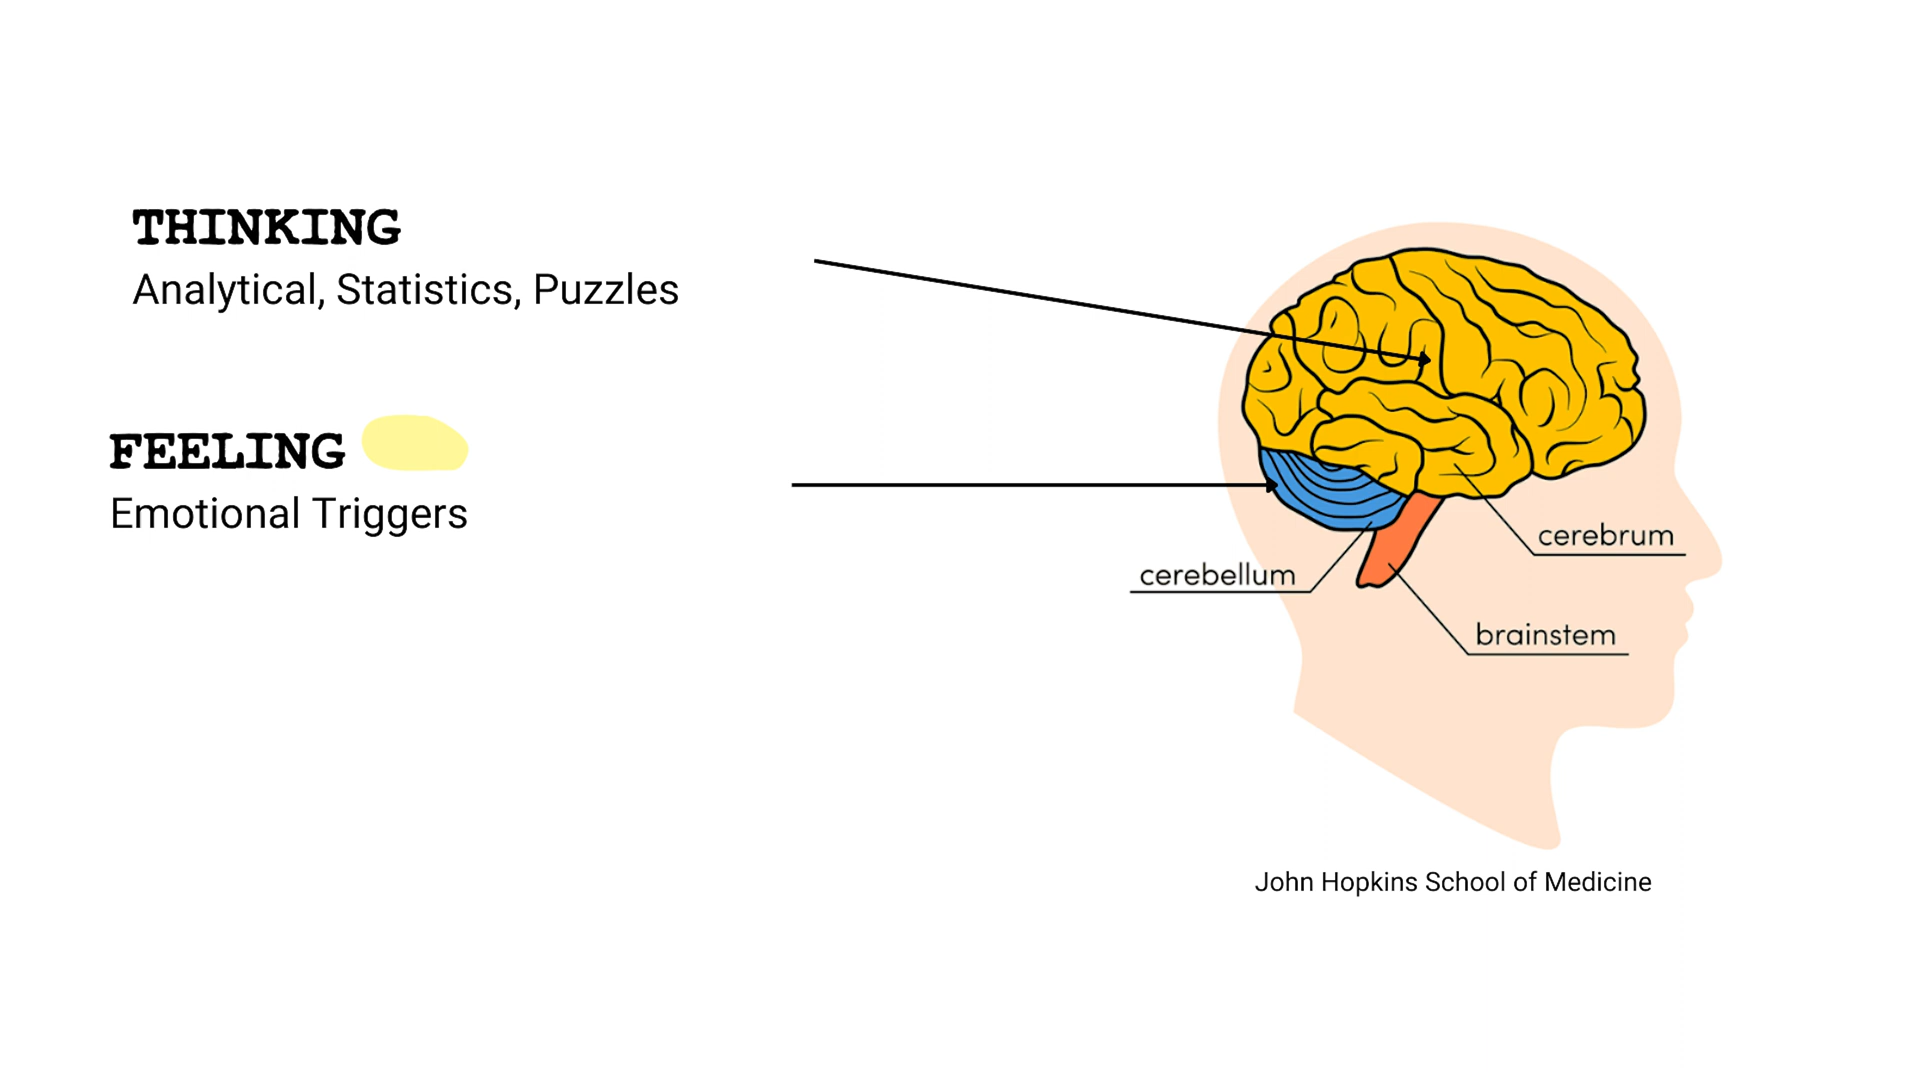 THINKING
Analytical, Statistics, Puzzles
FEELING
Emotional Triggers
cerebrum
cerebellum
brainstem
John Hopkins School of Medicine